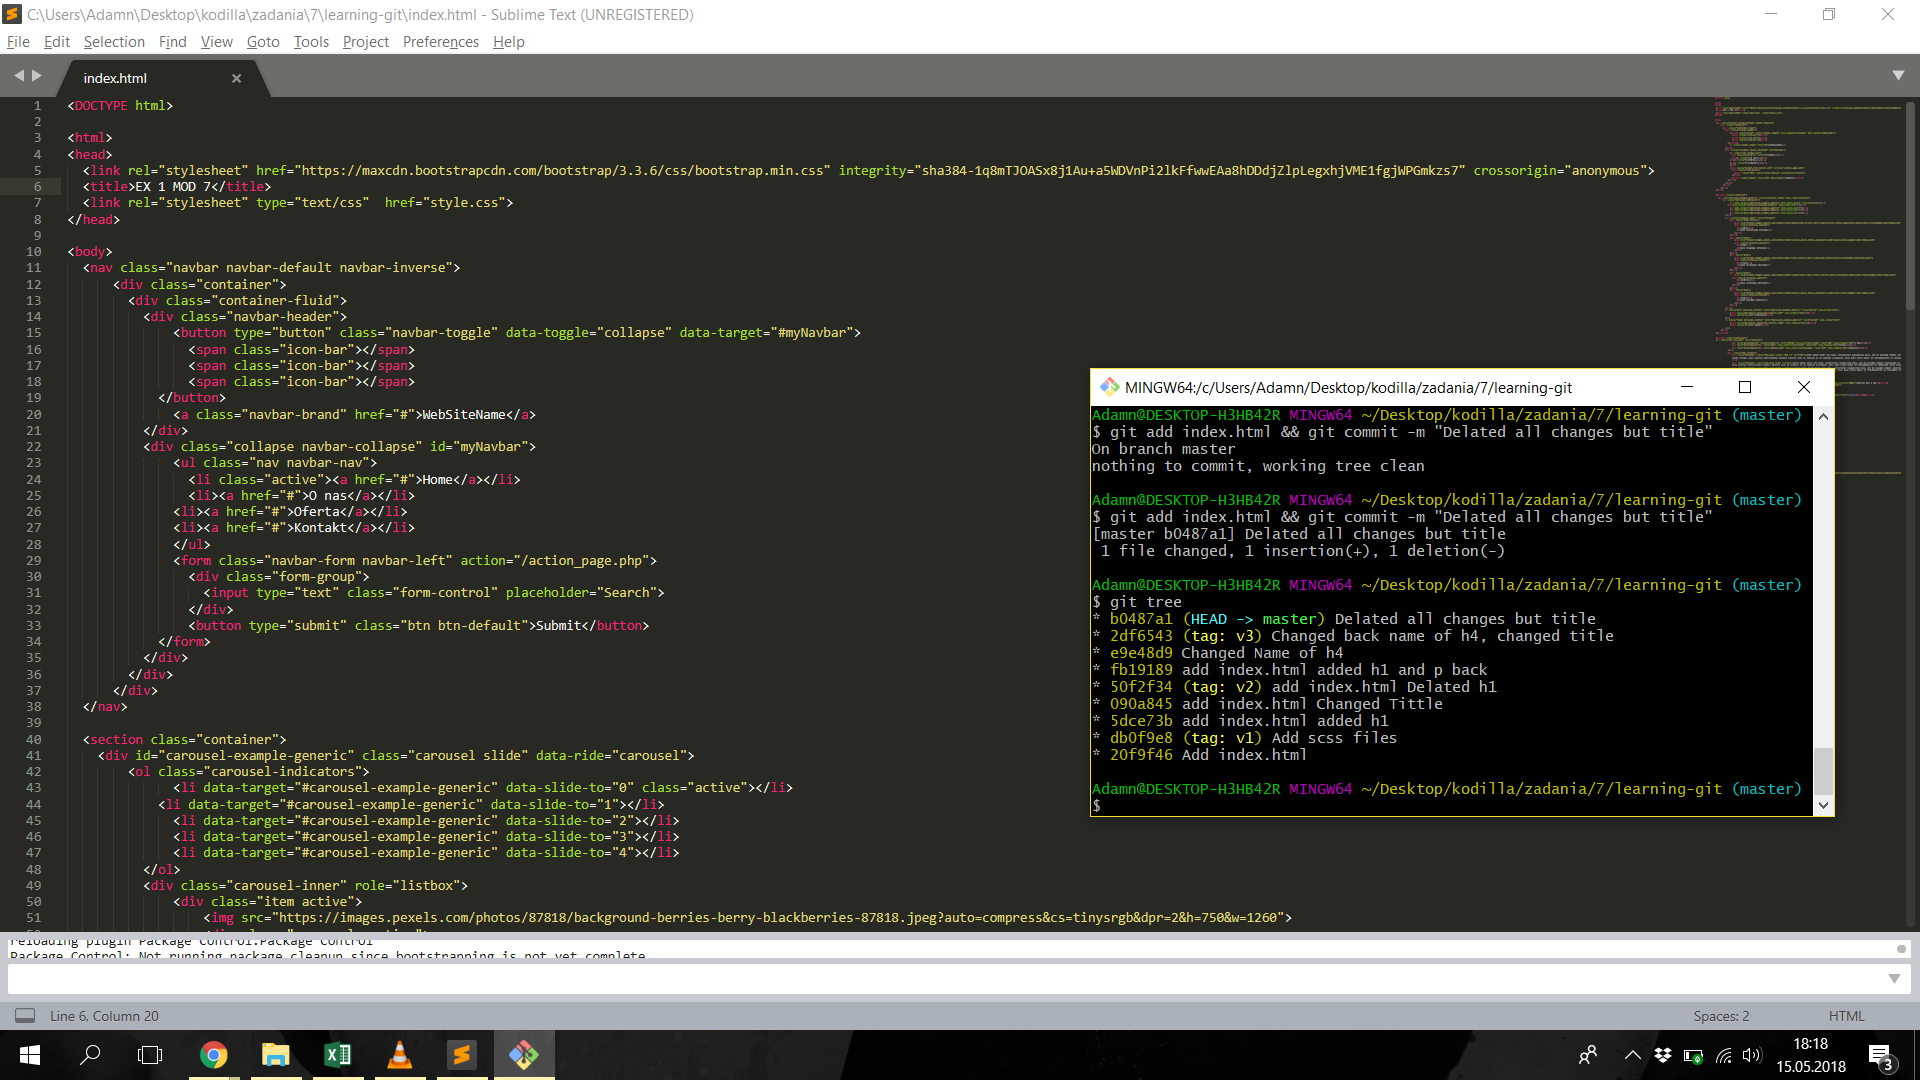 C:\Users\Adamn\Desktop\kodilla\zadania\7\learning-git\index.html - Sublime Text (UNREGISTERED)
File Edit Selection Find View Goto Tools Project Preferences Help
index.html
1 <DOCTYPE html>
2
3 <html>
4 <head>
5 <link rel="stylesheet" href="https://maxcdn.bootstrapcdn.com/bootstrap/3.3.6/css/bootstrap.min.css" integrity="sha384-1q8mTJOASx8j1Au+a5WDVnPi2lkFfwwEAa8hDDdjZlpLegxhjVME1fgjWPGmkzs7" crossorigin="anonymous">
6 <title>EX 1 MOD 7</title>
7 <link rel="stylesheet" type="text/css" href="style.css">
8 </head>
9
10 <body>
11 <nav class="navbar navbar-default navbar-inverse">
12 <div class="container">
13 <div class="container-fluid">
14 <div class="navbar-header">
15 <button type="button" class="navbar-toggle" data-toggle="collapse" data-target="#myNavbar">
16 <span class="icon-bar"></span>
17 <span class="icon-bar"></span>
18 <span class="icon-bar"></span>
19 </button>
20 <a class="navbar-brand" href="#">WebSiteName</a>
21 </div>
22 <div class="collapse navbar-collapse" id="myNavbar">
23 <ul class="nav navbar-nav">
24 <li class="active"><a href="#">Home</a></li>
25 <li><a href="#">O nas</a></li>
26 <li><a href="#">Oferta</a></li>
27 <li><a href="#">Kontakt</a></li>
28 </ul>
29 <form class="navbar-form navbar-left" action="/action_page.php">
30 <div class="form-group">
31 <input type="text" class="form-control" placeholder="Search">
32 </div>
33 <button type="submit" class="btn btn-default">Submit</button>
34 </form>
35 </div>
36 </div>
37 </div>
38 </nav>
39
40 <section class="container">
41 <div id="carousel-example-generic" class="carousel slide" data-ride="carousel">
42 <ol class="carousel-indicators">
43 <li data-target="#carousel-example-generic" data-slide-to="0" class="active"></li>
44 <li data-target="#carousel-example-generic" data-slide-to="1"></li>
45 <li data-target="#carousel-example-generic" data-slide-to="2"></li>
46 <li data-target="#carousel-example-generic" data-slide-to="3"></li>
47 <li data-target="#carousel-example-generic" data-slide-to="4"></li>
48 </ol>
49 <div class="carousel-inner" role="listbox">
50 <div class="item active">
51 <img src="https://images.pexels.com/photos/87818/background-berries-berry-blackberries-87818.jpeg?auto=compress&cs=tinysrgb&dpr=2&h=750&w=1260">
MINGW64:/c/Users/Adamn/Desktop/kodilla/zadania/7/learning-git
Adamn@DESKTOP-H3HB42R MINGW64 ~/Desktop/kodilla/zadania/7/learning-git (master)
$ git add index.html && git commit -m "Delated all changes but title"
On branch master
nothing to commit, working tree clean
Adamn@DESKTOP-H3HB42R MINGW64 ~/Desktop/kodilla/zadania/7/learning-git (master)
$ git add index.html && git commit -m "Delated all changes but title"
[master b0487a1] Delated all changes but title
1 file changed, 1 insertion(+), 1 deletion(-)
Adamn@DESKTOP-H3HB42R MINGW64 ~/Desktop/kodilla/zadania/7/learning-git (master)
$ git tree
* b0487a1 (HEAD -> master) Delated all changes but title
* 2df6543 (tag: v3) Changed back name of h4, changed title
* e9e48d9 Changed Name of h4
* fb19189 add index.html added h1 and p back
* 50f2f34 (tag: v2) add index.html Delated h1
* 090a845 add index.html Changed Tittle
* 5dce73b add index.html added h1
* db0f9e8 (tag: v1) Add scss files
* 20f9f46 Add index.html
Adamn@DESKTOP-H3HB42R MINGW64 ~/Desktop/kodilla/zadania/7/learning-git (master)
$
reloading plugin Package Control.Package Control
Package Control: Not running package cleanup since bootstrapping is not yet complete
Line 6, Column 20
Spaces: 2
HTML
18:18
15.05.2018
3